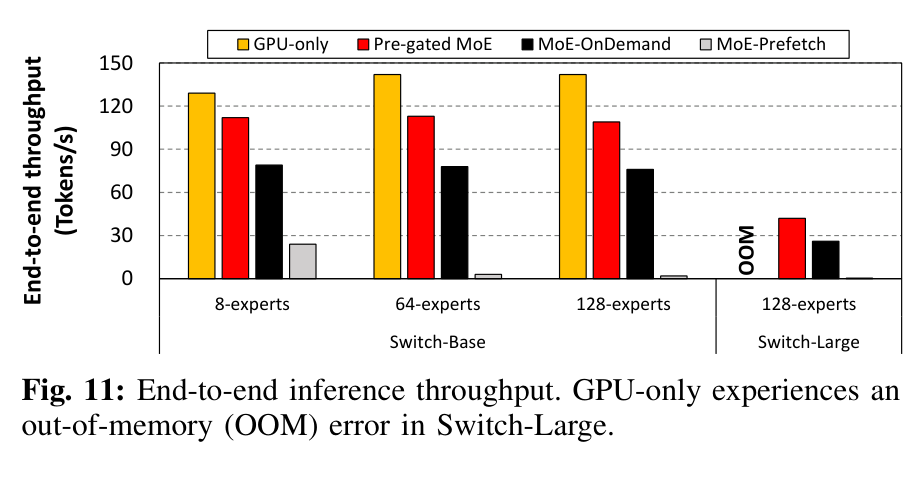 GPU-only Pre-gated MoE MoE-OnDemand MoE-Prefetch
End-to-end throughput
(Tokens/s)
150
120
90
60
30
0
OOM
8-experts 64-experts 128-experts 128-experts
Switch-Base Switch-Large
Fig. 11: End-to-end inference throughput. GPU-only experiences an
out-of-memory (OOM) error in Switch-Large.